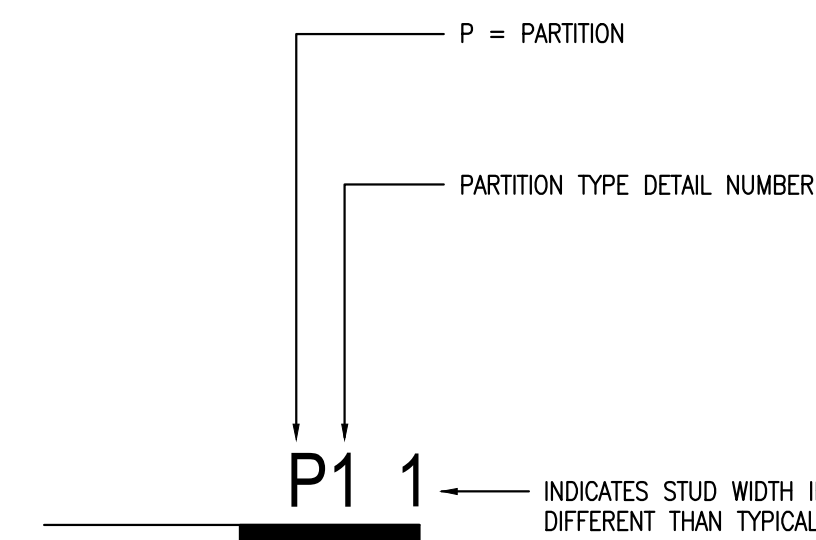 P = PARTITION
PARTITION TYPE DETAIL NUMBER
P1 1
INDICATES STUD WIDTH
DIFFERENT THAN TYPICAL